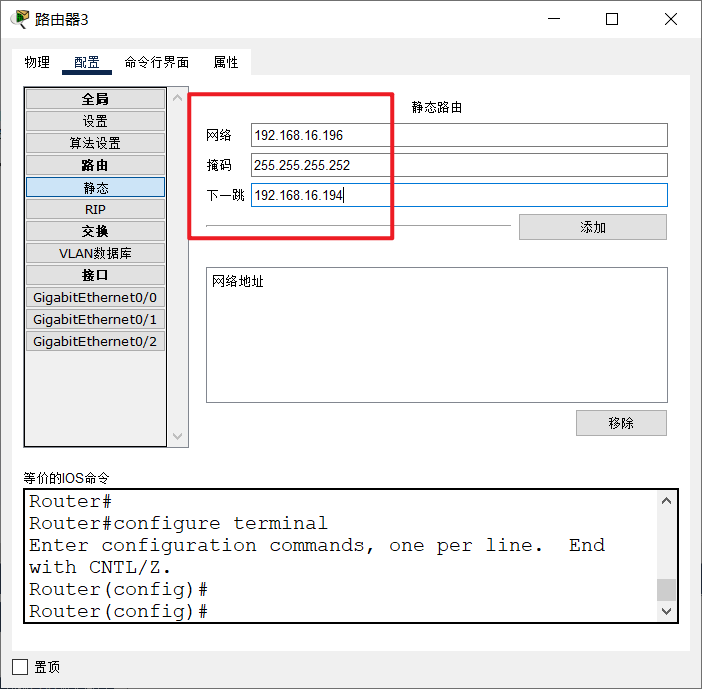 路由器3
物理 配置 命令行界面 属性
全局
设置
算法设置
路由
静态
RIP
交换
VLAN数据库
接口
GigabitEthernet0/0
GigabitEthernet0/1
GigabitEthernet0/2
静态路由
网络 192.168.16.196
掩码 255.255.255.252
下一跳 192.168.16.194
添加
网络地址
移除
等价的IOS命令
Router#
Router#configure terminal
Enter configuration commands, one per line.  End
with CNTL/Z.
Router(config)#
Router(config)#
置顶